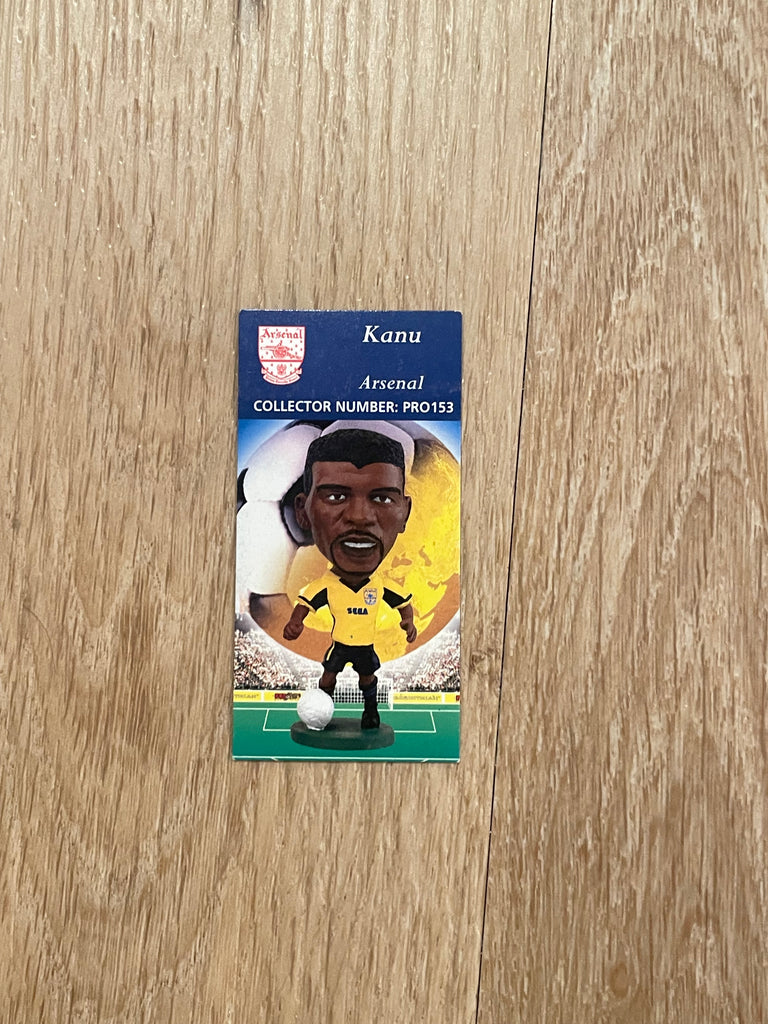 Arsenal
Kanu
Arsenal
COLLECTOR NUMBER: PRO153
SEGA